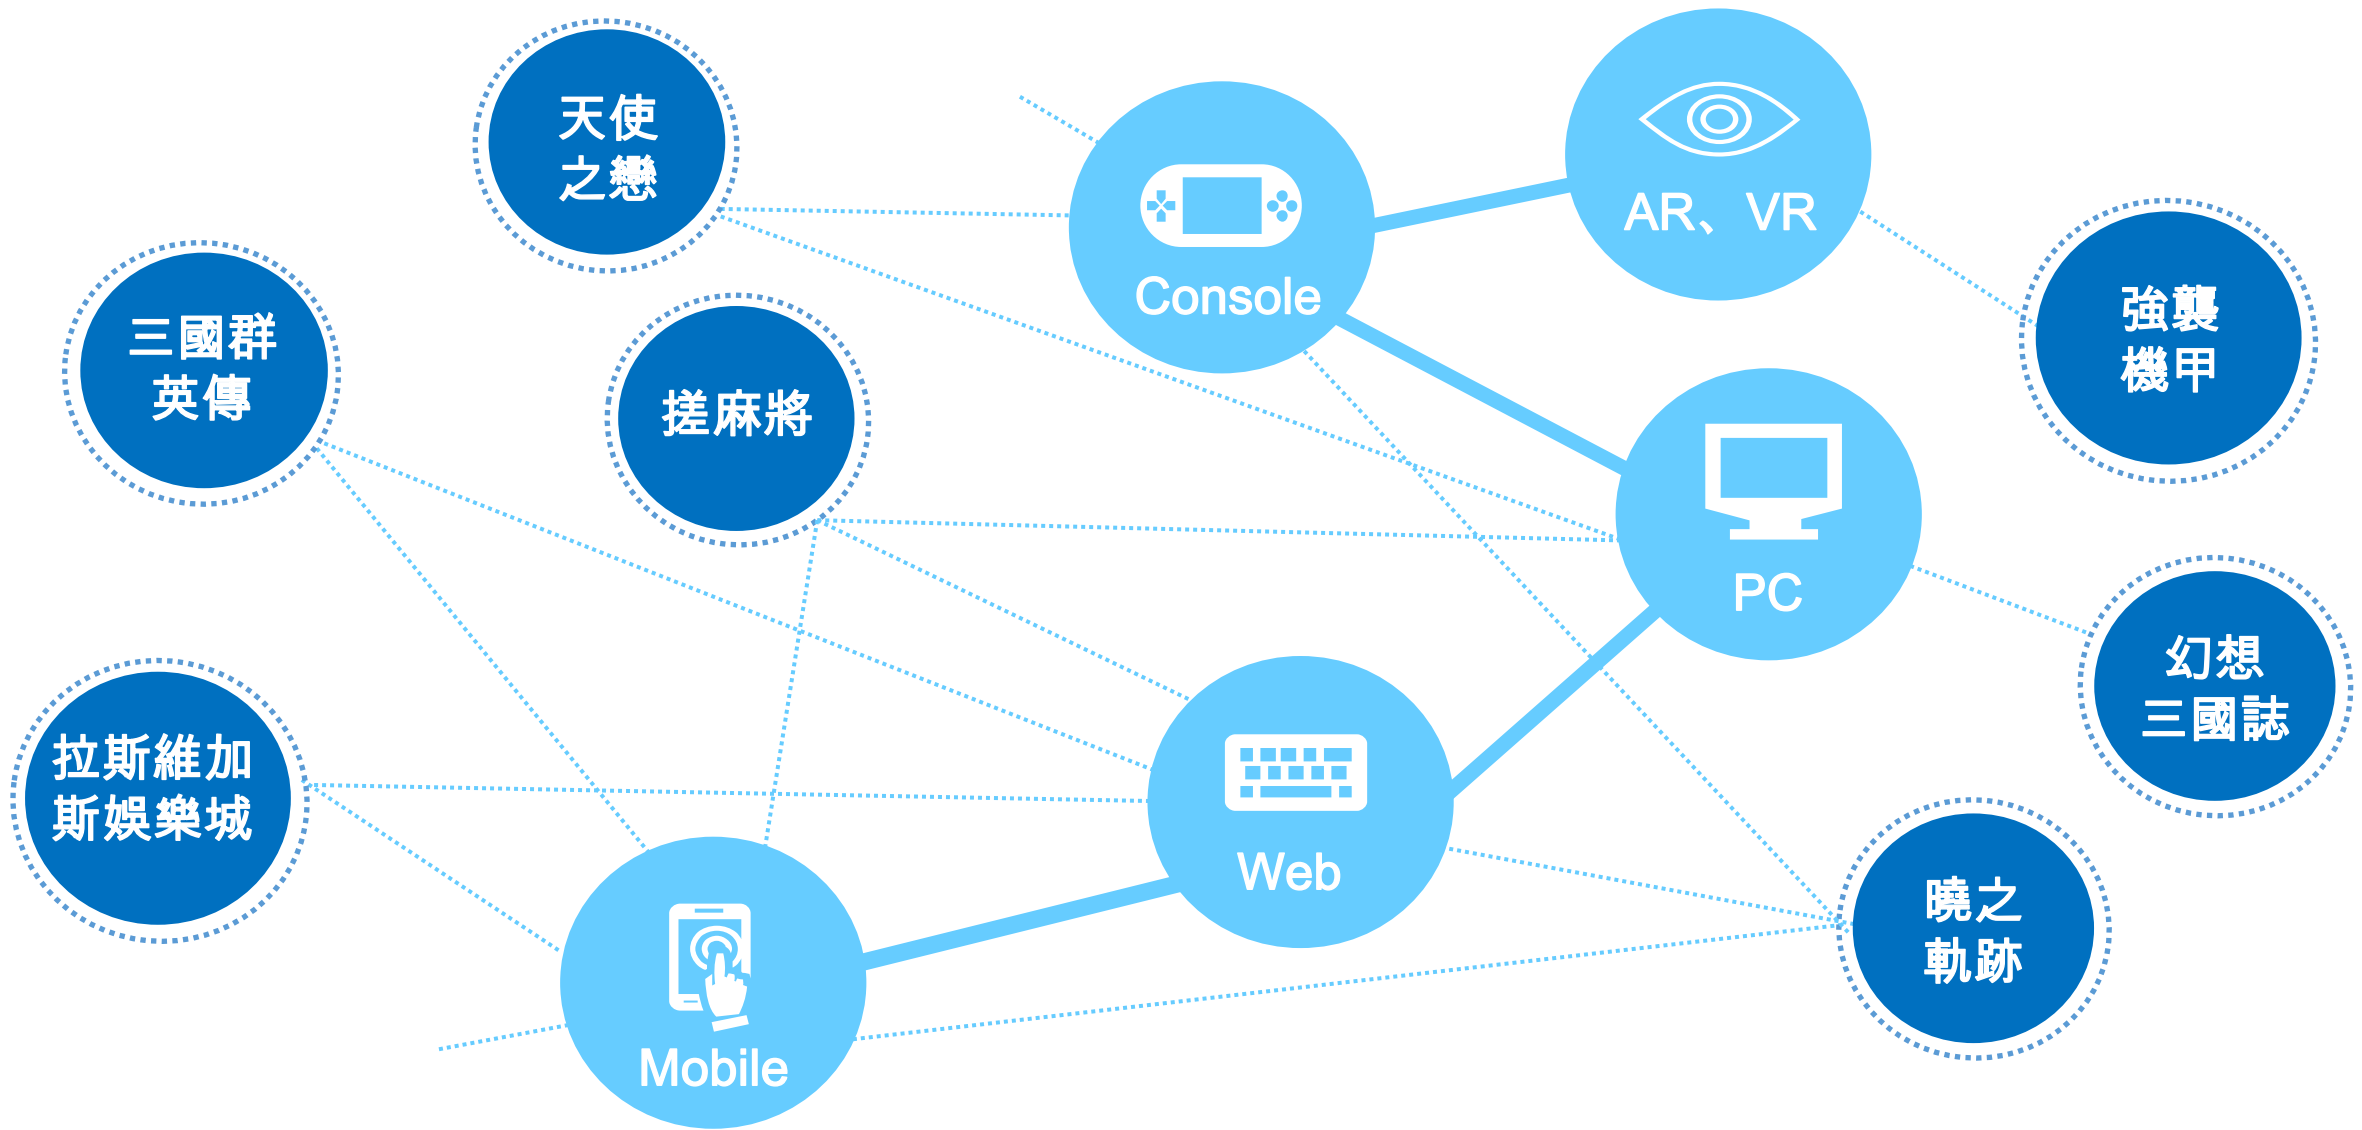 天使
之戀
Console
AR、VR
三國群
英傳
搓麻將
強襲
機甲
PC
幻想
三國誌
拉斯維加
斯娛樂城
Web
曉之
軌跡
Mobile